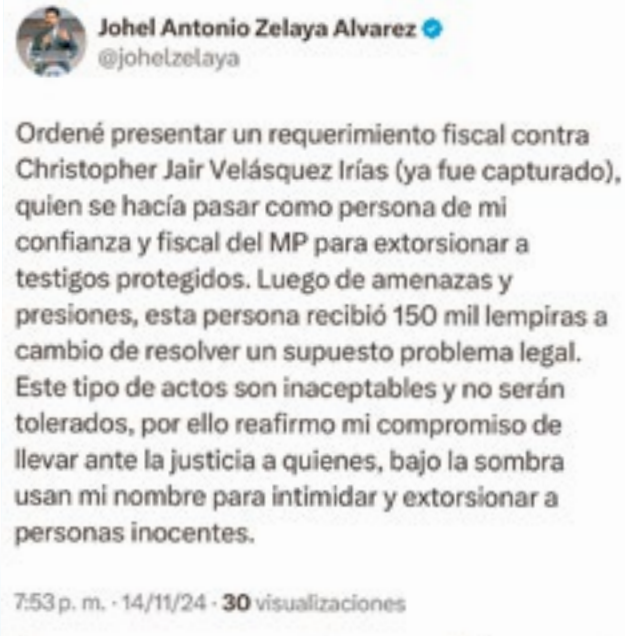 Johel Antonio Zelaya Alvarez
@johelzelaya
Ordené presentar un requerimiento fiscal contra
Christopher Jair Velásquez Irías (ya fue capturado),
quien se hacía pasar como persona de mi
confianza y fiscal del MP para extorsionar a
testigos protegidos. Luego de amenazas y
presiones, esta persona recibió 150 mil lempiras a
cambio de resolver un supuesto problema legal.
Este tipo de actos son inaceptables y no serán
tolerados, por ello reafirmo mi compromiso de
llevar ante la justicia a quienes, bajo la sombra
usan mi nombre para intimidar y extorsionar a
personas inocentes.
7:53 p. m. · 14/11/24 · 30 visualizaciones